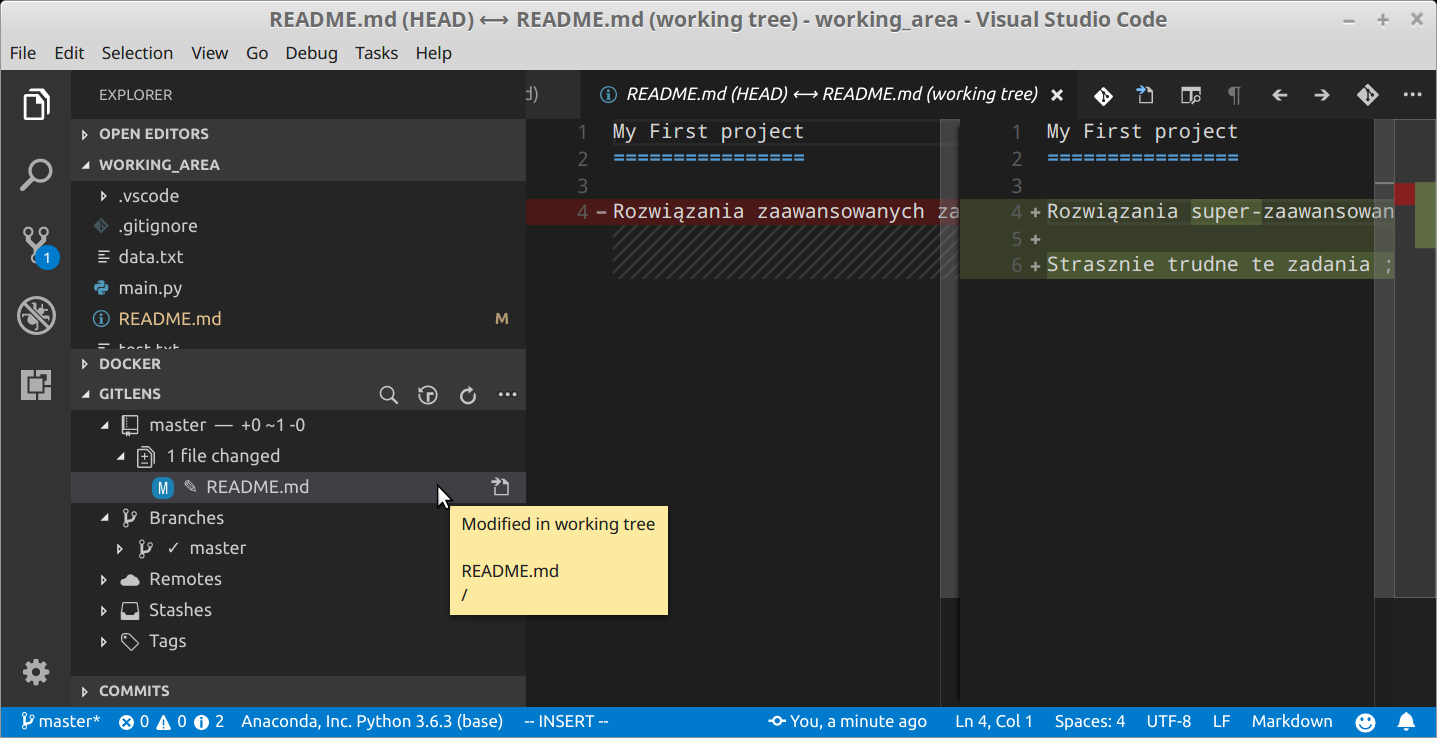 README.md (HEAD) ⟷ README.md (working tree) - working_area - Visual Studio Code
File Edit Selection View Go Debug Tasks Help
EXPLORER
OPEN EDITORS
WORKING_AREA
.vscode
.gitignore
data.txt
main.py
README.md M
test.txt
DOCKER
GITLENS
master — +0 ~1 -0
1 file changed
M ✎ README.md
Branches
✓ master
Remotes
Stashes
Tags
COMMITS
1
d)
README.md (HEAD) ⟷ README.md (working tree)
1 My First project
2 ================
3
4 – Rozwiązania zaawansowanych za
1 My First project
2 ================
3
4 + Rozwiązania super-zaawansowan
5 +
6 + Strasznie trudne te zadania ;
Modified in working tree
README.md
/
master* 0 0 2 Anaconda, Inc. Python 3.6.3 (base) -- INSERT -- You, a minute ago Ln 4, Col 1 Spaces: 4 UTF-8 LF Markdown